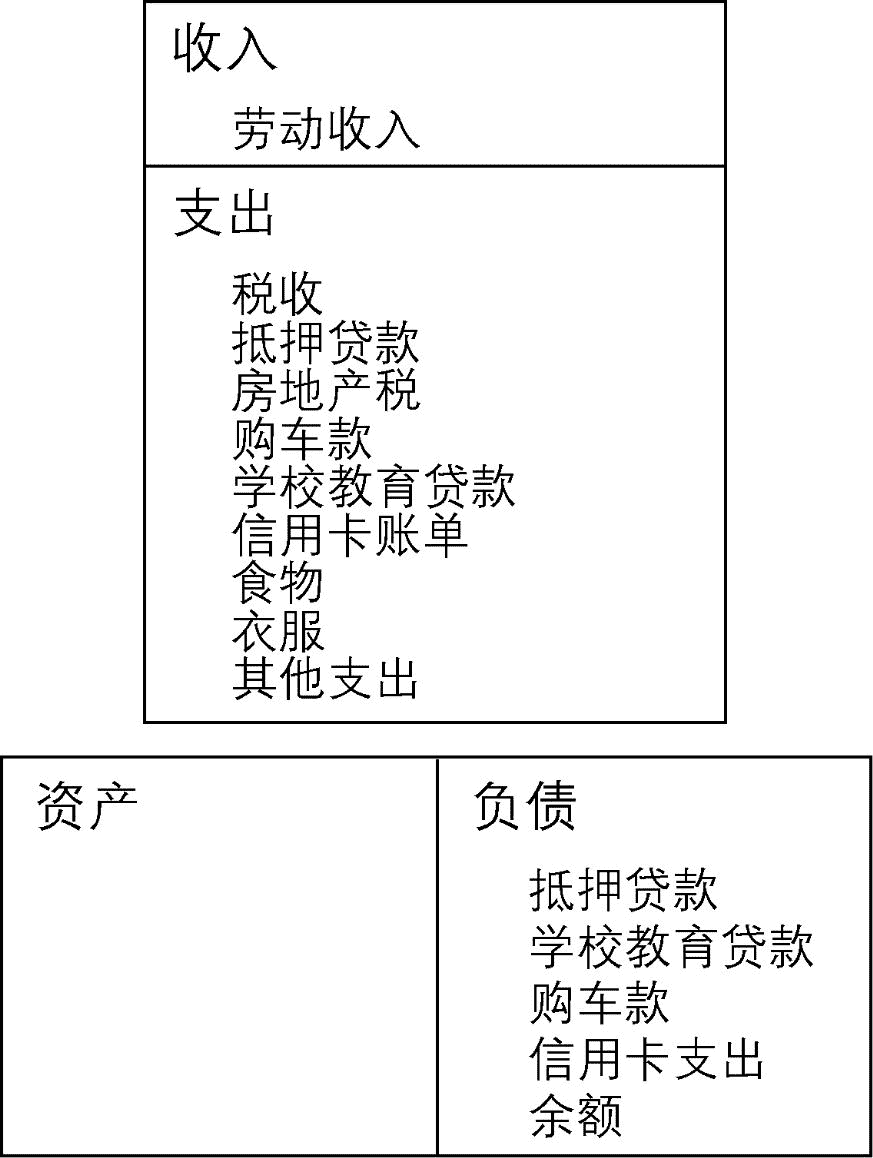 收入
劳动收入
支出
税收
抵押贷款
房地产税
购车款
学校教育贷款
信用卡账单
食物
衣服
其他支出
资产
负债
抵押贷款
学校教育贷款
购车款
信用卡支出
余额